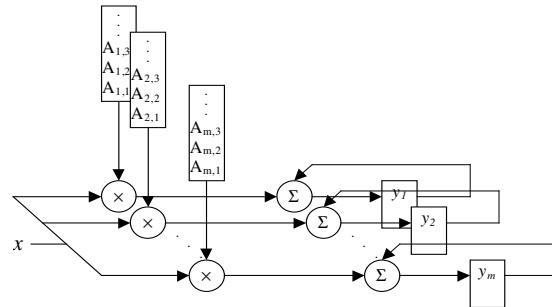 A1,3
A1,2
A1,1
A2,3
A2,2
A2,1
Am,3
Am,2
Am,1
× Σ y1
× Σ y2
x
× Σ ym